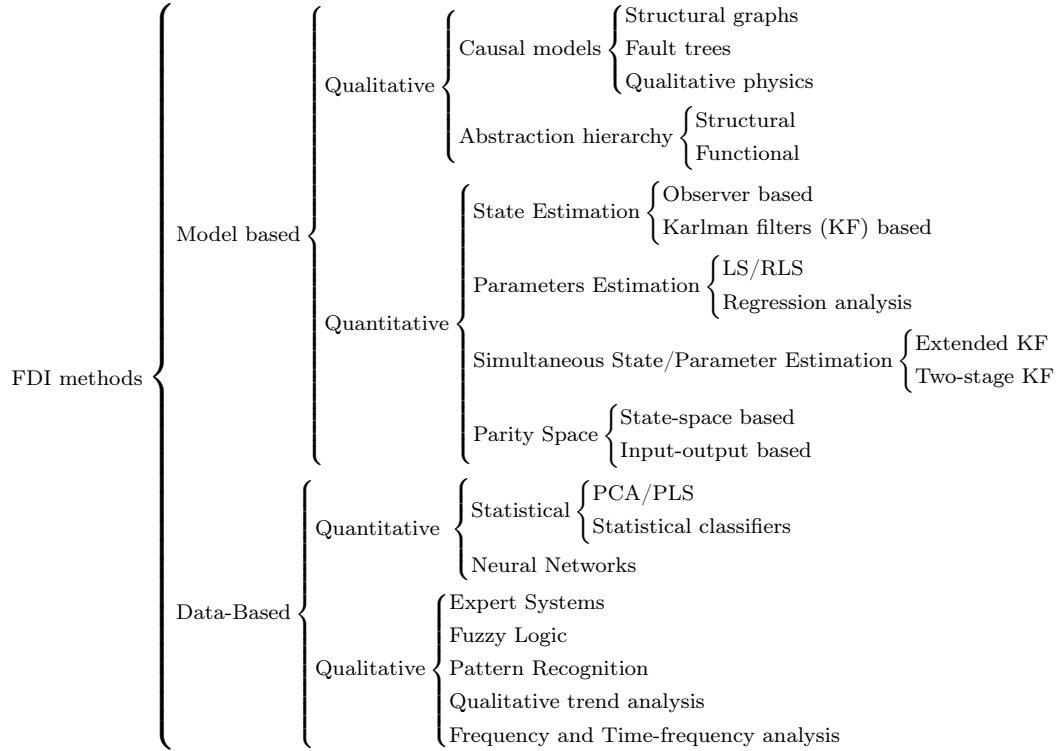 FDI methods
Model based
Qualitative
Causal models
Structural graphs
Fault trees
Qualitative physics
Abstraction hierarchy
Structural
Functional
Quantitative
State Estimation
Observer based
Karlman filters (KF) based
Parameters Estimation
LS/RLS
Regression analysis
Simultaneous State/Parameter Estimation
Extended KF
Two-stage KF
Parity Space
State-space based
Input-output based
Data-Based
Quantitative
Statistical
PCA/PLS
Statistical classifiers
Neural Networks
Qualitative
Expert Systems
Fuzzy Logic
Pattern Recognition
Qualitative trend analysis
Frequency and Time-frequency analysis